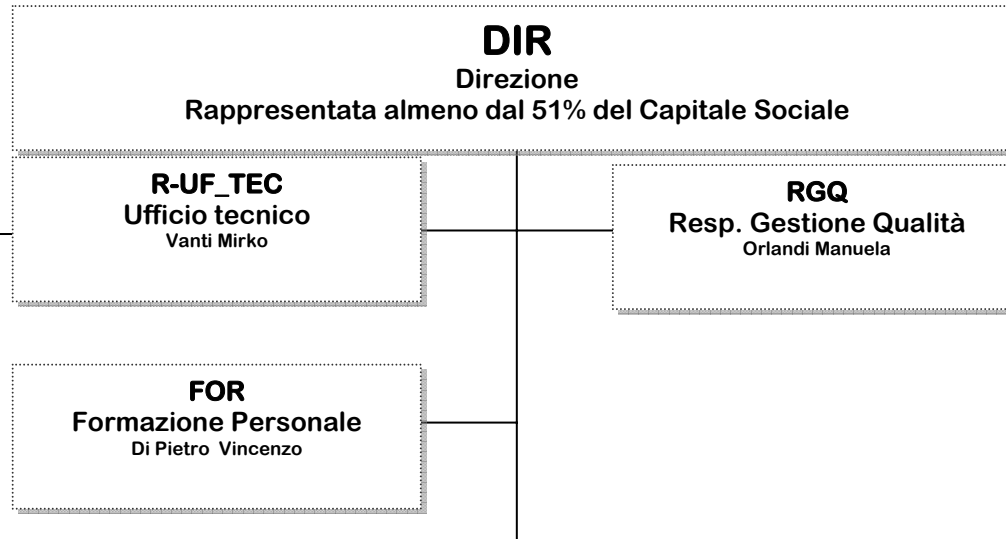 DIR
Direzione
Rappresentata almeno dal 51% del Capitale Sociale
R-UF_TEC
Ufficio tecnico
Vanti Mirko
RGQ
Resp. Gestione Qualità
Orlandi Manuela
FOR
Formazione Personale
Di Pietro Vincenzo